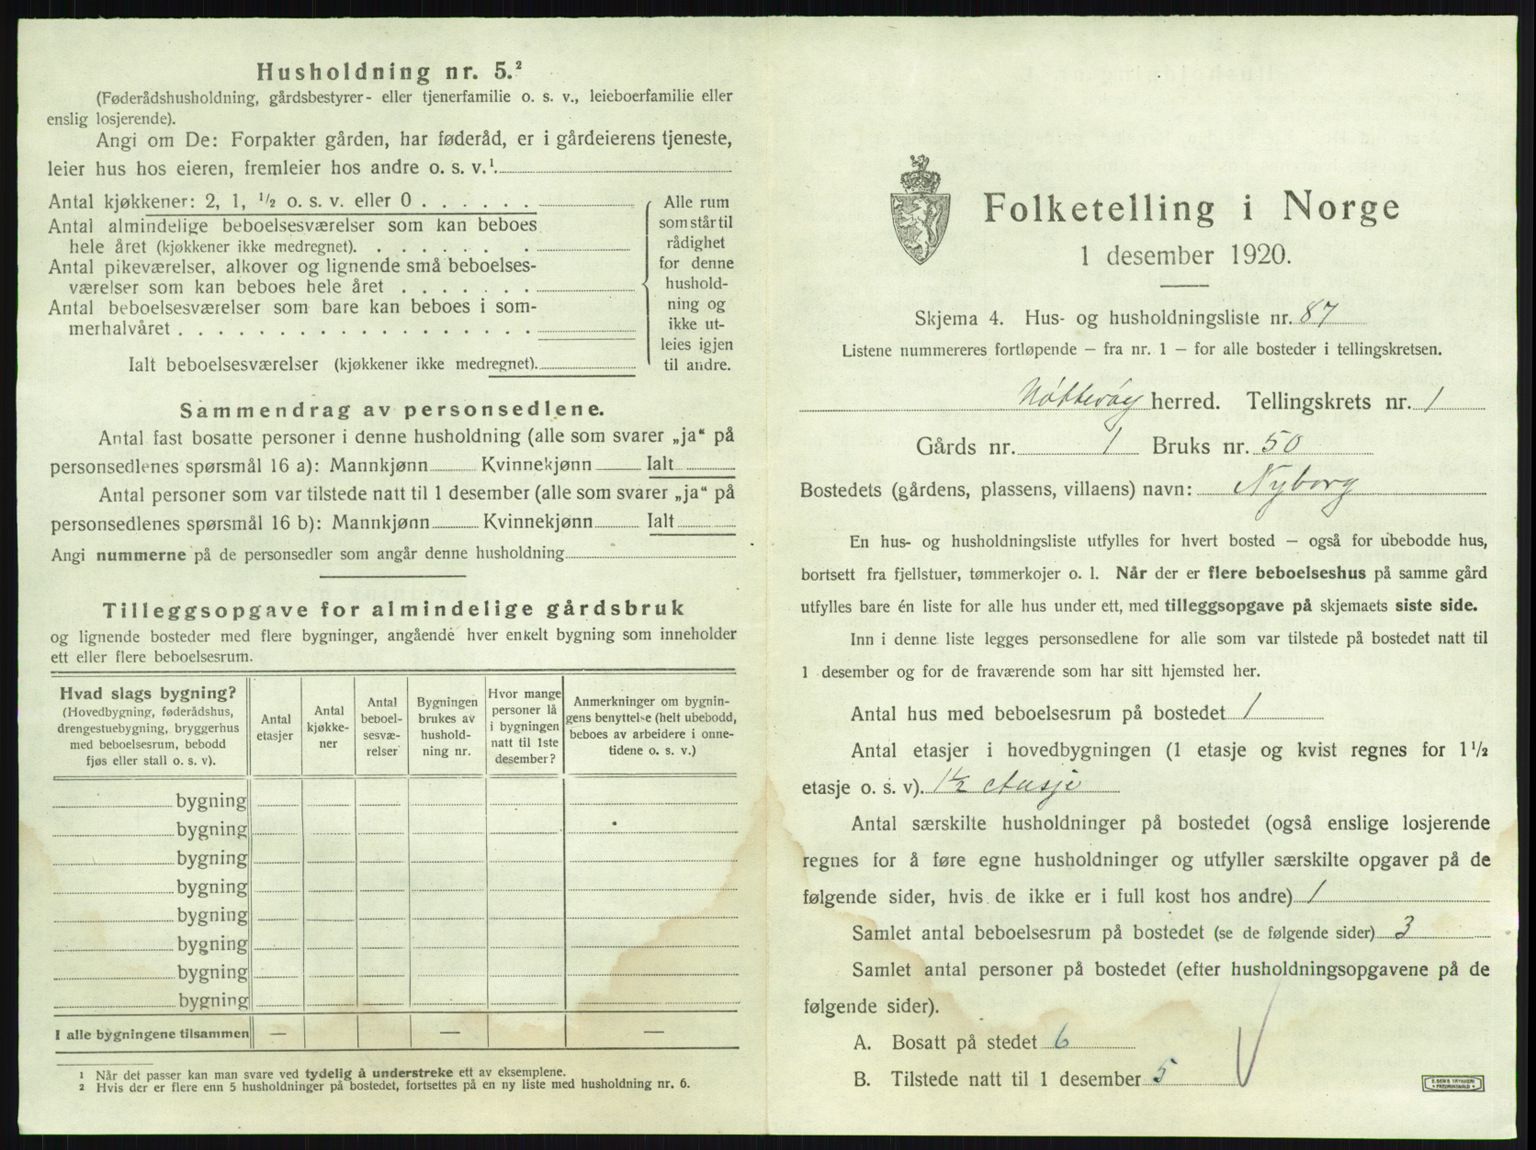 Husholdning nr. 5.²
(Føderådshusholdning, gårdsbestyrer- eller tjenerfamilie o. s. v., leieboerfamilie eller
enslig losjerende).
Angi om De: Forpakter gården, har føderåd, er i gårdeierens tjeneste,
leier hus hos eieren, fremleier hos andre o. s. v.¹
Antal kjøkkener: 2, 1, ½ o. s. v. eller 0 . . . . . .
Antal almindelige beboelsesværelser som kan beboes
hele året (kjøkkener ikke medregnet). . . . . . . .
Antal pikeværelser, alkover og lignende små beboelses-
værelser som kan beboes hele året . . . . . . .
Antal beboelsesværelser som bare kan beboes i som-
merhalvåret . . . . . . . . . . . . . . . . . .
Ialt beboelsesværelser (kjøkkener ikke medregnet).
Alle rum
som står til
rådighet
for denne
hushold-
ning og
ikke ut-
leies igjen
til andre.
Sammendrag av personsedlene.
Antal fast bosatte personer i denne husholdning (alle som svarer „ja“ på
personsedlenes spørsmål 16 a): Mannkjønn Kvinnekjønn Ialt
Antal personer som var tilstede natt til 1 desember (alle som svarer „ja“ på
personsedlenes spørsmål 16 b): Mannkjønn Kvinnekjønn Ialt
Angi nummerne på de personsedler som angår denne husholdning
Tilleggsopgave for almindelige gårdsbruk
og lignende bosteder med flere bygninger, angående hver enkelt bygning som inneholder
ett eller flere beboelsesrum.
Hvad slags bygning?
(Hovedbygning, føderådshus,
drengestuebygning, bryggerhus
med beboelsesrum, bebodd
fjøs eller stall o. s. v).
Antal
etasjer
Antal
kjøkke-
ner
Antal
beboel-
sesvæ-
relser
Bygningen
brukes av
hushold-
ning nr.
Hvor mange
personer lå
i bygningen
natt til 1ste
desember?
Anmerkninger om bygnin-
gens benyttelse (helt ubebodd,
beboes av arbeidere i onne-
tidene o. s. v.)
bygning
bygning
bygning
bygning
bygning
bygning
bygning
bygning
I alle bygningene tilsammen — — —
1 Når det passer kan man svare ved tydelig å understreke ett av eksemplene.
2 Hvis der er flere enn 5 husholdninger på bostedet, fortsettes på en ny liste med husholdning nr. 6.
Folketelling i Norge
1 desember 1920.
Skjema 4. Hus- og husholdningsliste nr. 87
Listene nummereres fortløpende – fra nr. 1 – for alle bosteder i tellingskretsen.
Nøtterøy herred. Tellingskrets nr. 1
Gårds nr. 1 Bruks nr. 50
Bostedets (gårdens, plassens, villaens) navn: Nyborg
En hus- og husholdningsliste utfylles for hvert bosted – også for ubebodde hus,
bortsett fra fjellstuer, tømmerkojer o. l. Når der er flere beboelseshus på samme gård
utfylles bare én liste for alle hus under ett, med tilleggsopgave på skjemaets siste side.
Inn i denne liste legges personsedlene for alle som var tilstede på bostedet natt til
1 desember og for de fraværende som har sitt hjemsted her.
Antal hus med beboelsesrum på bostedet 1
Antal etasjer i hovedbygningen (1 etasje og kvist regnes for 1½
etasje o. s. v). 1½ etasje
Antal særskilte husholdninger på bostedet (også enslige losjerende
regnes for å føre egne husholdninger og utfyller særskilte opgaver på de
følgende sider, hvis de ikke er i full kost hos andre) 1
Samlet antal beboelsesrum på bostedet (se de følgende sider) 3
Samlet antal personer på bostedet (efter husholdningsopgavene på de
følgende sider).
A. Bosatt på stedet 6
B. Tilstede natt til 1 desember 5